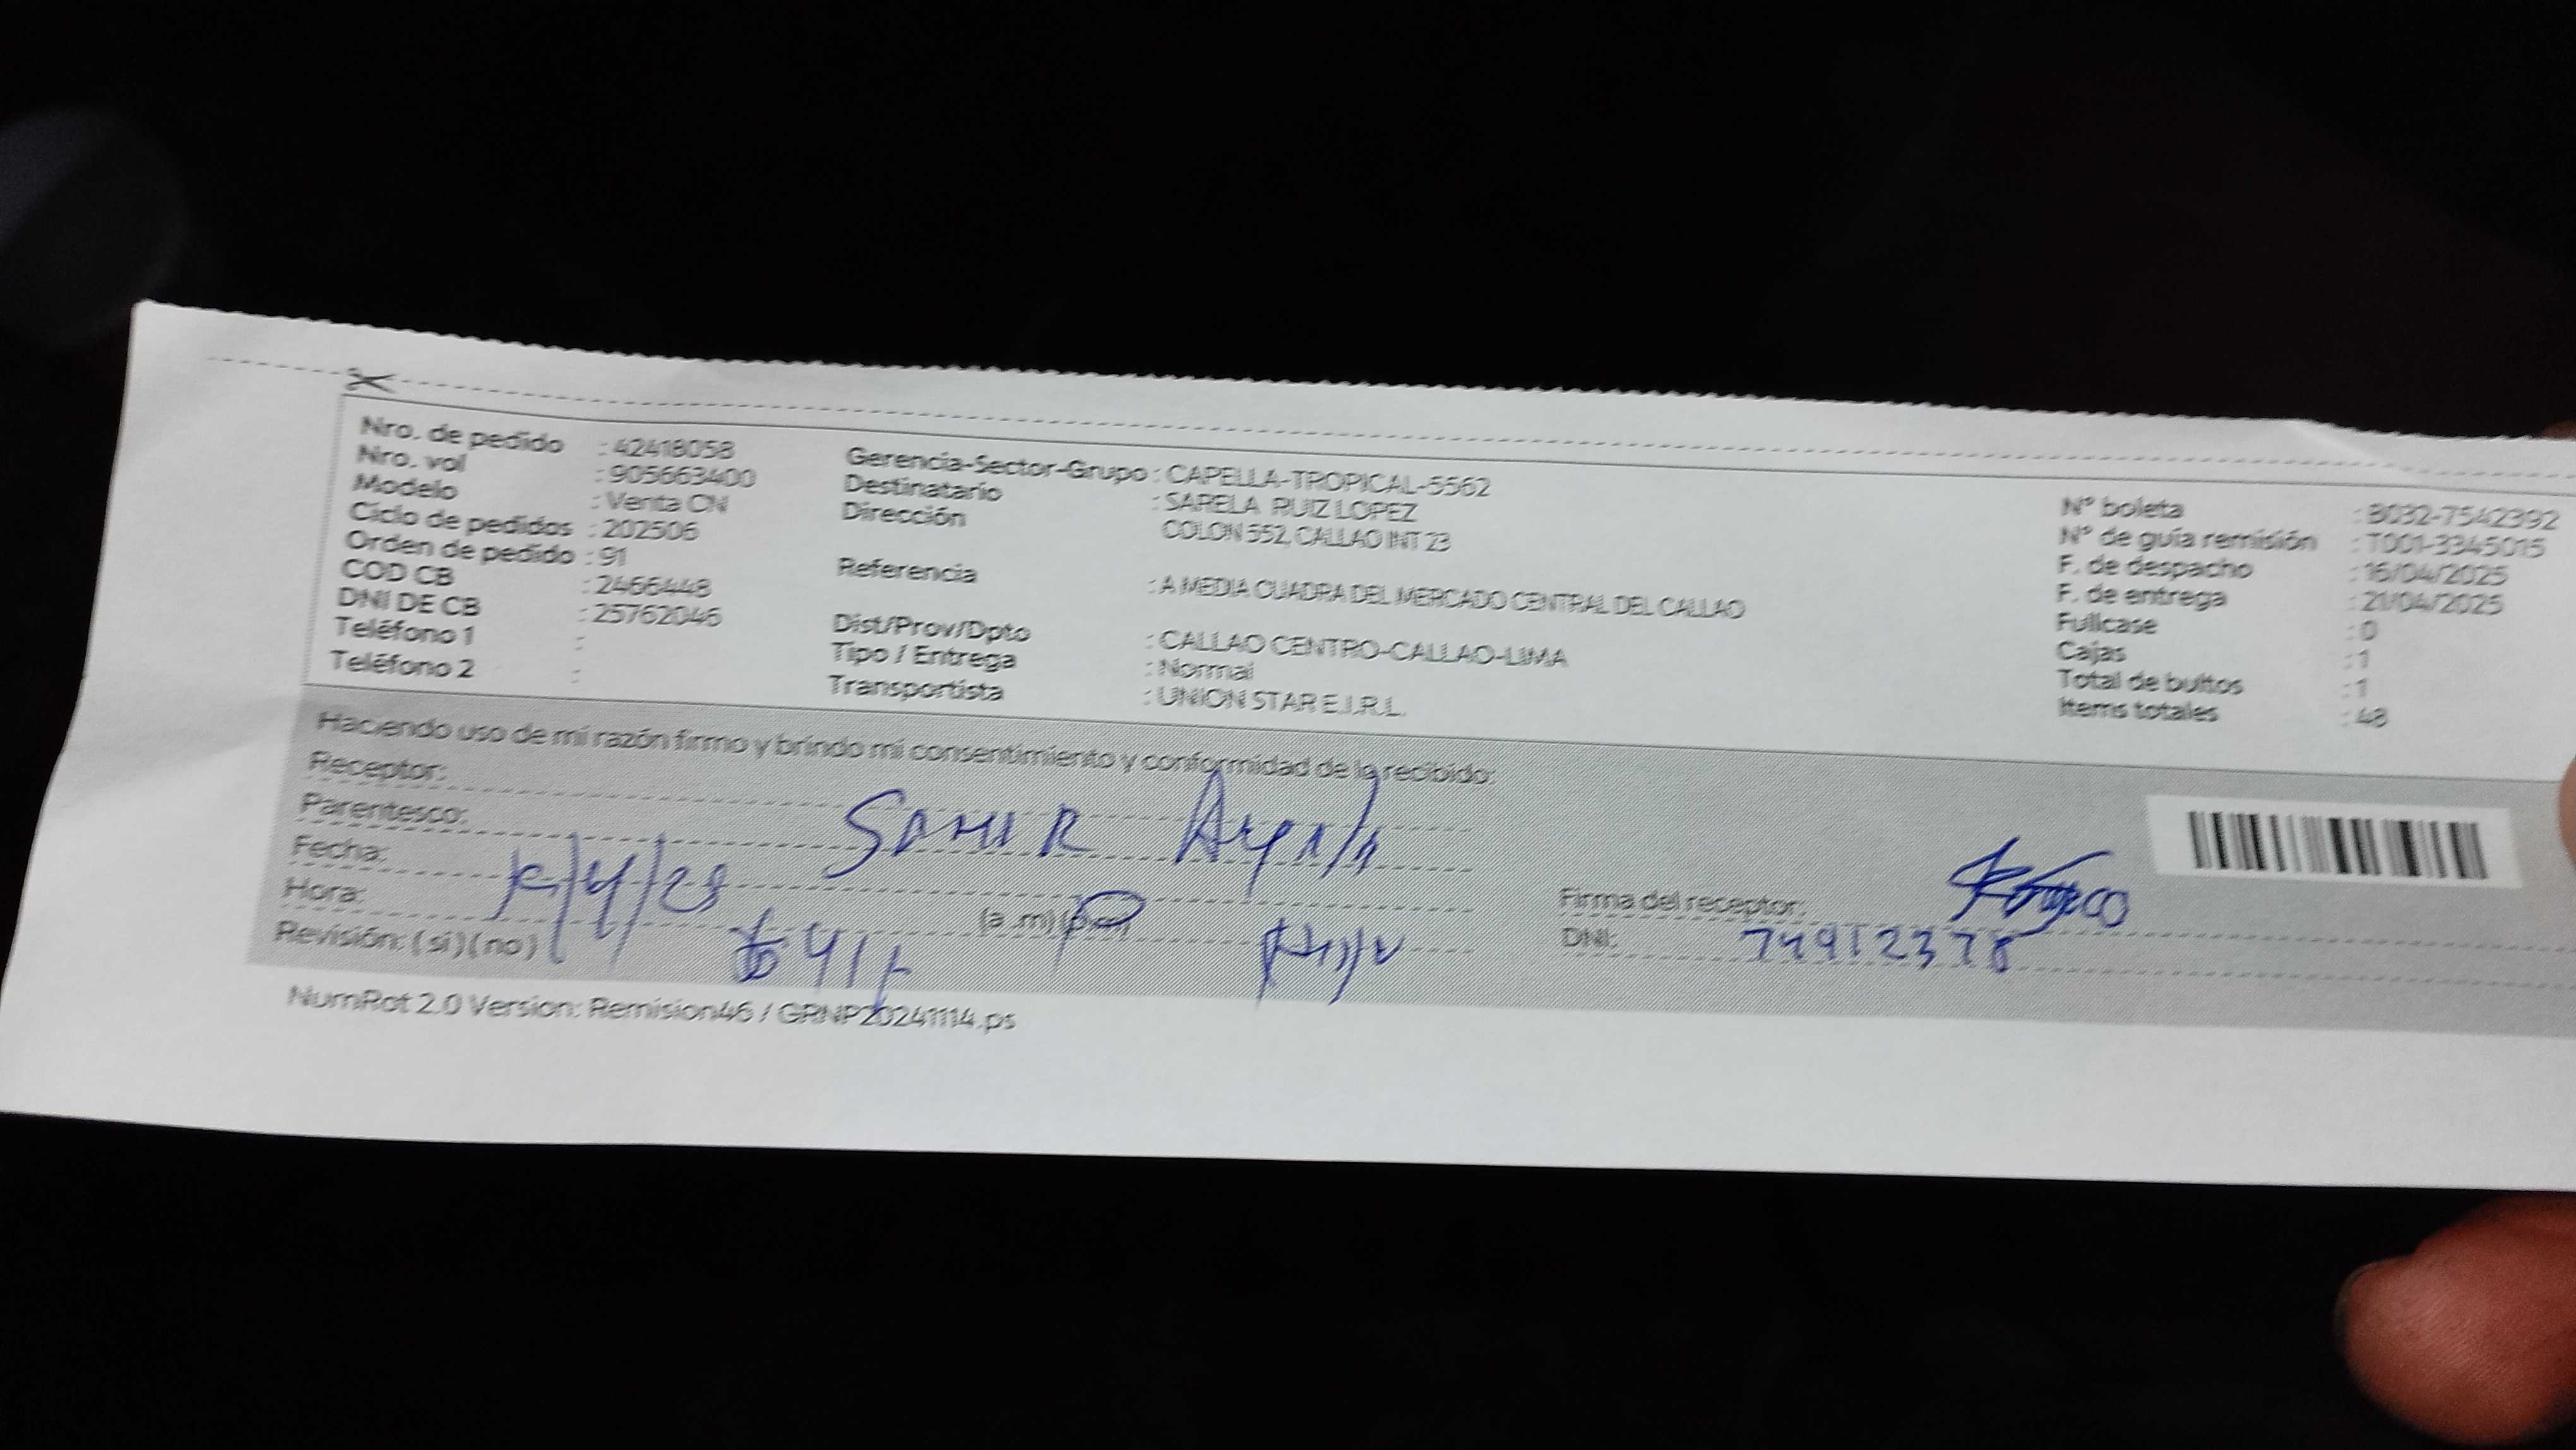 Nro. de pedido : 42418058
Nro. vol : 905663400
Modelo : Venta CN
Ciclo de pedidos : 202506
Orden de pedido : 91
COD CB : 2466448
DNI DE CB : 25762046
Teléfono 1 :
Teléfono 2 :
Gerencia-Sector-Grupo : CAPELLA-TROPICAL-5562
Destinatario : SARELA RUIZ LOPEZ
Dirección COLON 552, CALLAO INT 23
Referencia : A MEDIA CUADRA DEL MERCADO CENTRAL DEL CALLAO
Dist/Prov/Dpto : CALLAO CENTRO-CALLAO-LIMA
Tipo / Entrega : Normal
Transportista : UNION STAR E.I.R.L.
N° boleta : B032-7542392
N° de guía remisión : T001-3345015
F. de despacho : 16/04/2025
F. de entrega : 21/04/2025
Fullcase : 0
Cajas : 1
Total de bultos : 1
Items totales : 48
Haciendo uso de mi razón firmo y brindo mi consentimiento y conformidad de lo recibido:
Receptor:
Parentesco: Samir Ayala
Fecha:
Hora: (a .m) (p.m)
Revisión: ( si ) ( no )
Firma del receptor:
DNI:
NumRot 2.0 Version: Remision46 / GRNP20241114.ps